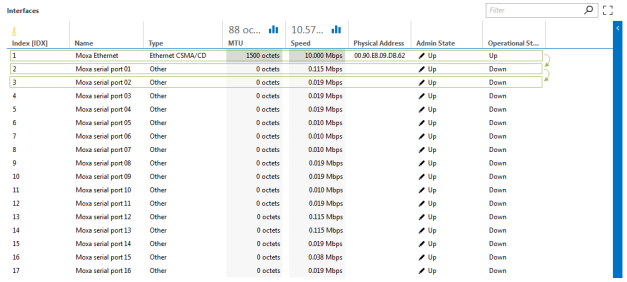 Interfaces
Filter
88 oc... 10.57...
Index [IDX] Name Type MTU Speed Physical Address Admin State Operational St...
1 Moxa Ethernet Ethernet CSMA/CD 1500 octets 10.000 Mbps 00.90.E8.09.DB.62 Up Up
2 Moxa serial port 01 Other 0 octets 0.115 Mbps Up Down
3 Moxa serial port 02 Other 0 octets 0.019 Mbps Up Down
4 Moxa serial port 03 Other 0 octets 0.019 Mbps Up Down
5 Moxa serial port 04 Other 0 octets 0.019 Mbps Up Down
6 Moxa serial port 05 Other 0 octets 0.010 Mbps Up Down
7 Moxa serial port 06 Other 0 octets 0.010 Mbps Up Down
8 Moxa serial port 07 Other 0 octets 0.010 Mbps Up Down
9 Moxa serial port 08 Other 0 octets 0.019 Mbps Up Down
10 Moxa serial port 09 Other 0 octets 0.019 Mbps Up Down
11 Moxa serial port 10 Other 0 octets 0.010 Mbps Up Down
12 Moxa serial port 11 Other 0 octets 0.019 Mbps Up Down
13 Moxa serial port 12 Other 0 octets 0.115 Mbps Up Down
14 Moxa serial port 13 Other 0 octets 0.115 Mbps Up Down
15 Moxa serial port 14 Other 0 octets 0.019 Mbps Up Down
16 Moxa serial port 15 Other 0 octets 0.038 Mbps Up Down
17 Moxa serial port 16 Other 0 octets 0.019 Mbps Up Down